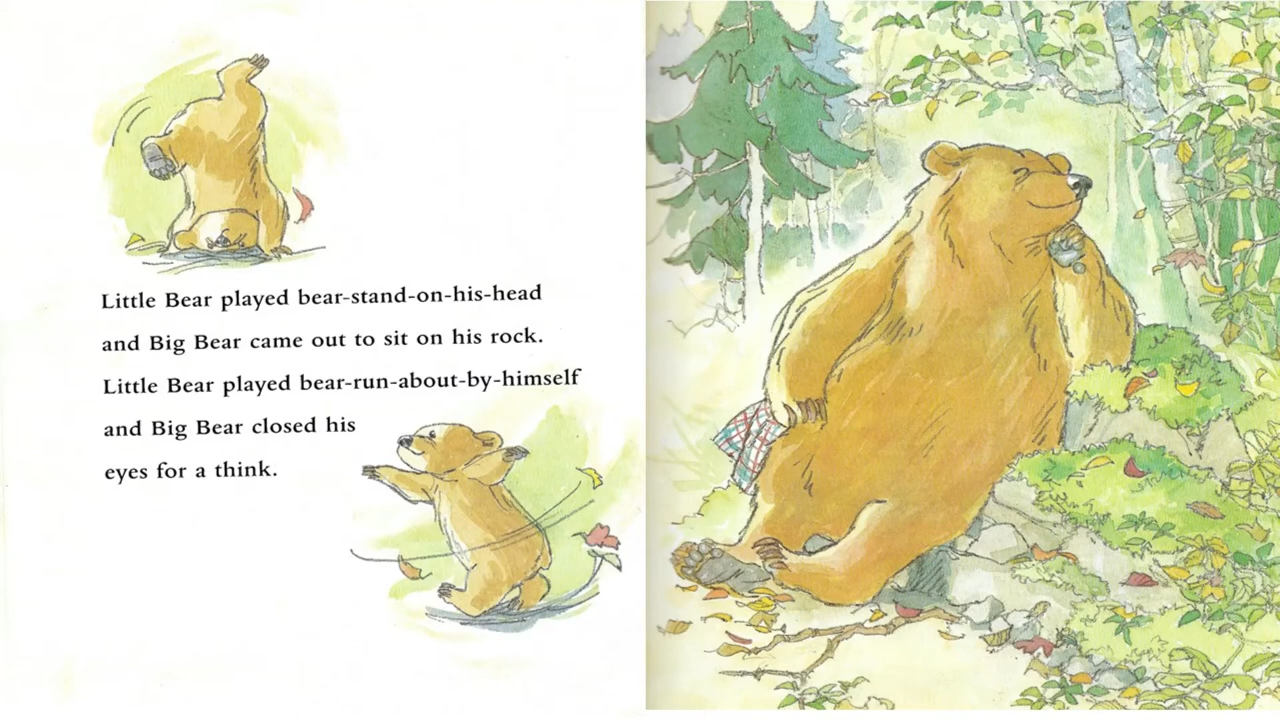 Little Bear played bear-stand-on-his-head
and Big Bear came out to sit on his rock.
Little Bear played bear-run-about-by-himself
and Big Bear closed his
eyes for a think.